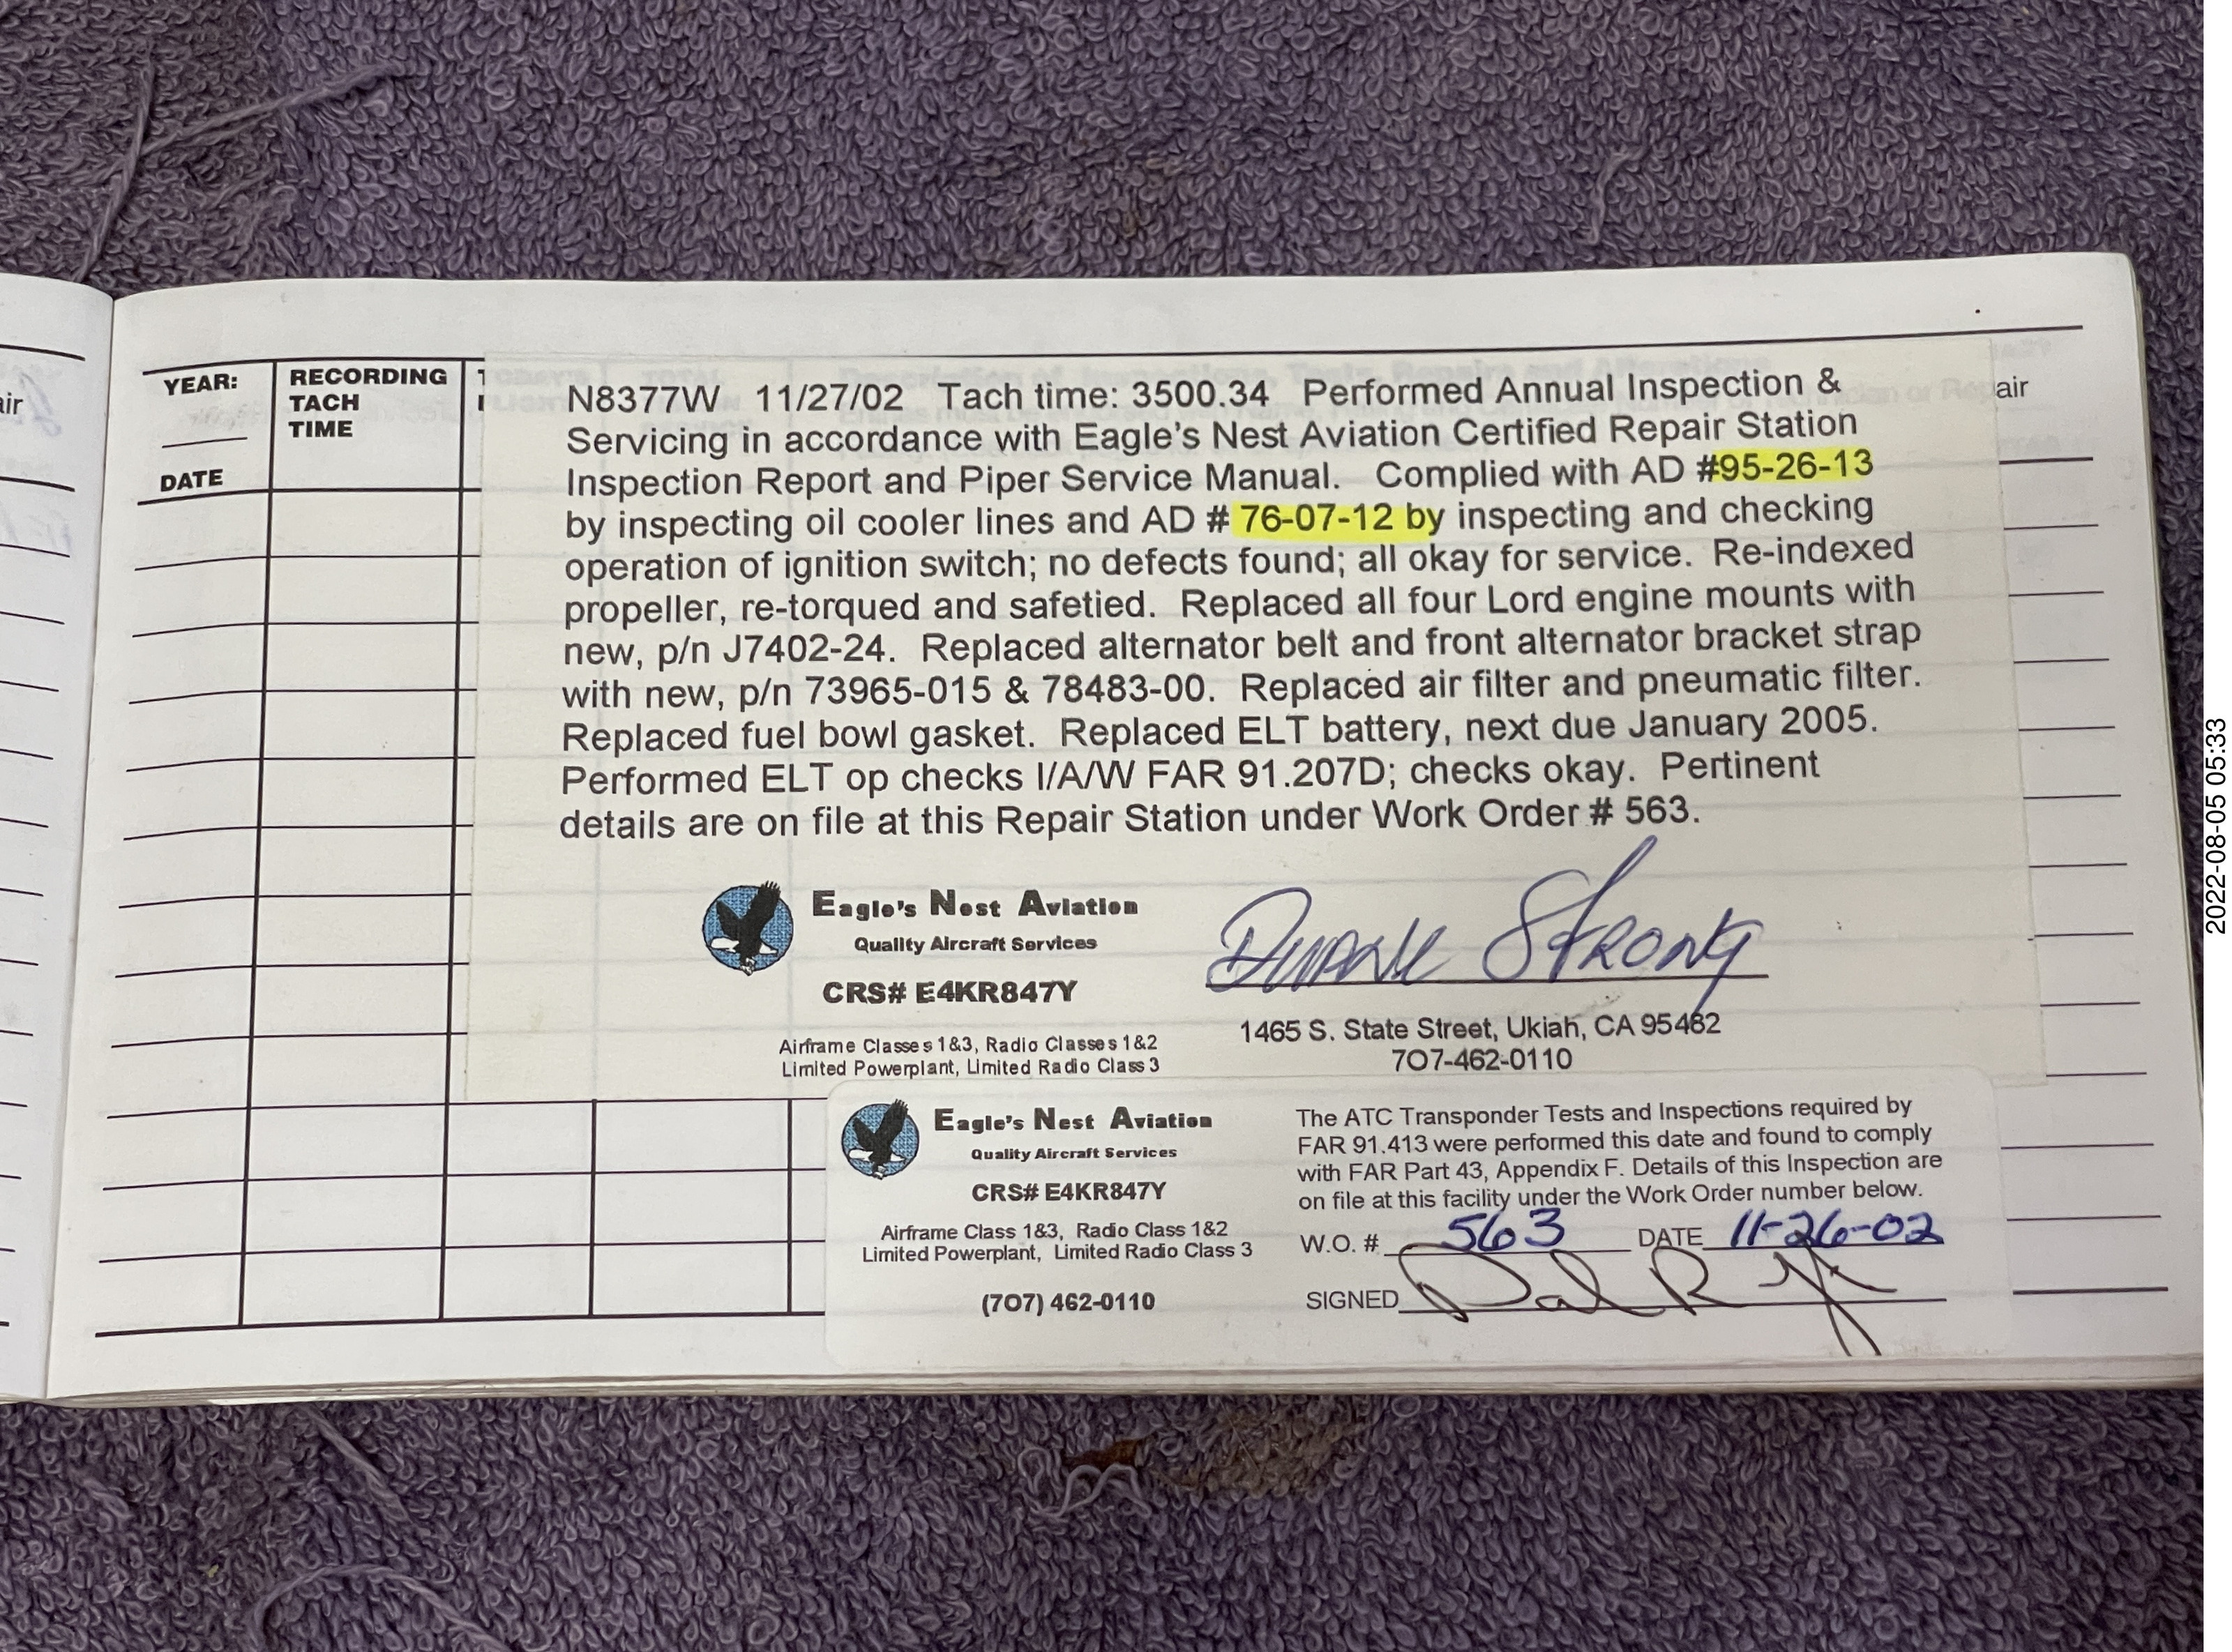 air
YEAR:
DATE
RECORDING
TACH
TIME
air
N8377W 11/27/02 Tach time: 3500.34 Performed Annual Inspection &
Servicing in accordance with Eagle's Nest Aviation Certified Repair Station
Inspection Report and Piper Service Manual. Complied with AD #95-26-13
by inspecting oil cooler lines and AD # 76-07-12 by inspecting and checking
operation of ignition switch; no defects found; all okay for service. Re-indexed
propeller, re-torqued and safetied. Replaced all four Lord engine mounts with
new, p/n J7402-24. Replaced alternator belt and front alternator bracket strap
with new, p/n 73965-015 & 78483-00. Replaced air filter and pneumatic filter.
Replaced fuel bowl gasket. Replaced ELT battery, next due January 2005.
Performed ELT op checks I/A/W FAR 91.207D; checks okay. Pertinent
details are on file at this Repair Station under Work Order # 563.
Eagle's Nest Aviation
Quality Aircraft Services
CRS# E4KR847Y
Airframe Classes 1&3, Radio Classes 1&2
Limited Powerplant, Limited Radio Class 3
Duane Strong
1465 S. State Street, Ukiah, CA 95482
707-462-0110
Eagle's Nest Aviation
Quality Aircraft Services
CRS# E4KR847Y
Airframe Class 1&3, Radio Class 1&2
Limited Powerplant, Limited Radio Class 3
(707) 462-0110
The ATC Transponder Tests and Inspections required by
FAR 91.413 were performed this date and found to comply
with FAR Part 43, Appendix F. Details of this Inspection are
on file at this facility under the Work Order number below.
W.O. # 563 DATE 11-26-02
SIGNED
2022-08-05 05:33